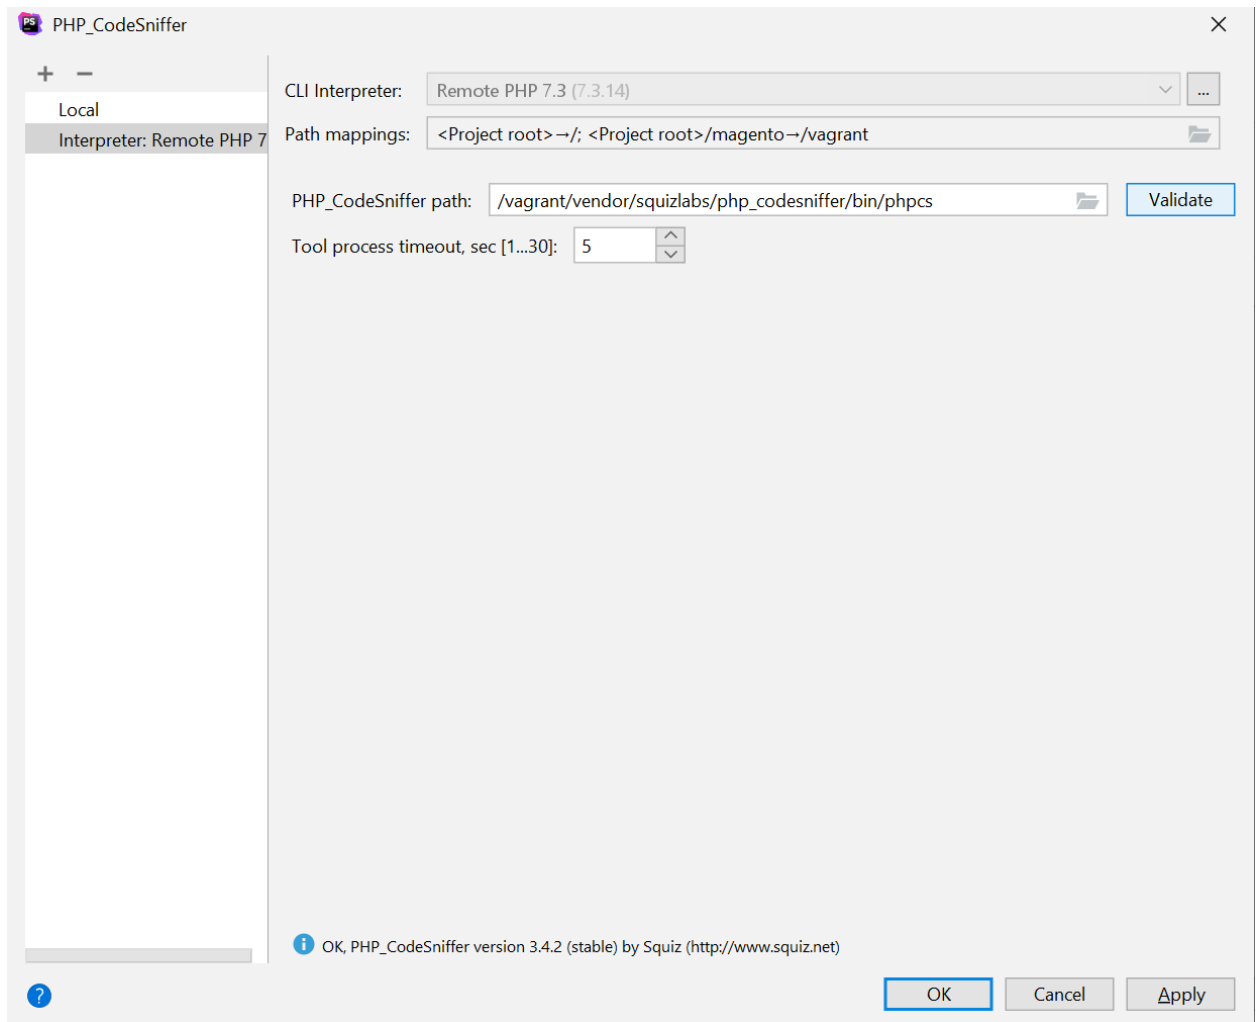 PS PHP_CodeSniffer
+ −
Local
Interpreter: Remote PHP 7
CLI Interpreter: Remote PHP 7.3 (7.3.14) ...
Path mappings: <Project root>→/; <Project root>/magento→/vagrant
PHP_CodeSniffer path: /vagrant/vendor/squizlabs/php_codesniffer/bin/phpcs Validate
Tool process timeout, sec [1...30]: 5
i OK, PHP_CodeSniffer version 3.4.2 (stable) by Squiz (http://www.squiz.net)
? OK Cancel Apply